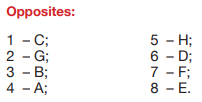 Opposites:
1 – C;
2 – G;
3 – B;
4 – A;
5 – H;
6 – D;
7 – F;
8 – E.